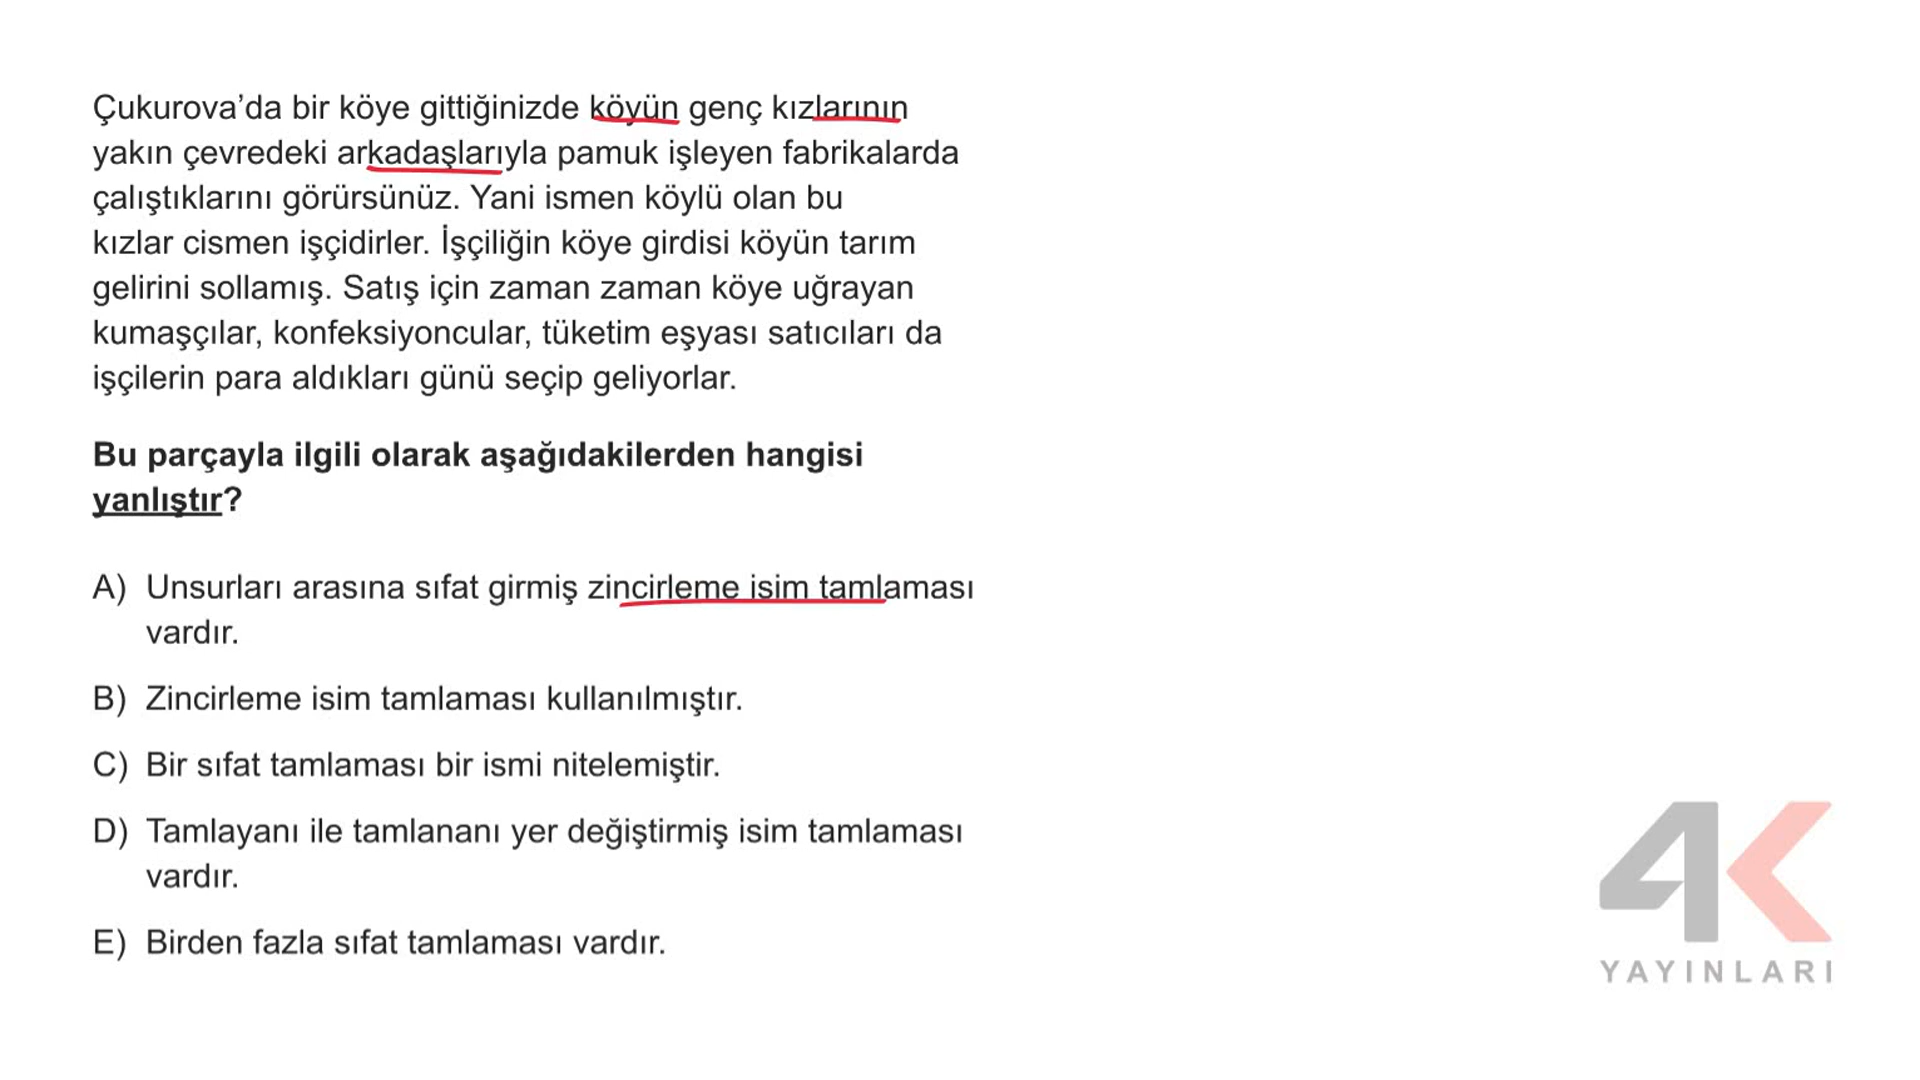 Çukurova’da bir köye gittiğinizde köyün genç kızlarının
yakın çevredeki arkadaşlarıyla pamuk işleyen fabrikalarda
çalıştıklarını görürsünüz. Yani ismen köylü olan bu
kızlar cismen işçidirler. İşçiliğin köye girdisi köyün tarım
gelirini sollamış. Satış için zaman zaman köye uğrayan
kumaşçılar, konfeksiyoncular, tüketim eşyası satıcıları da
işçilerin para aldıkları günü seçip geliyorlar.
Bu parçayla ilgili olarak aşağıdakilerden hangisi
yanlıştır?
A) Unsurları arasına sıfat girmiş zincirleme isim tamlaması
vardır.
B) Zincirleme isim tamlaması kullanılmıştır.
C) Bir sıfat tamlaması bir ismi nitelemiştir.
D) Tamlayanı ile tamlananı yer değiştirmiş isim tamlaması
vardır.
E) Birden fazla sıfat tamlaması vardır.
4K
YAYINLARI